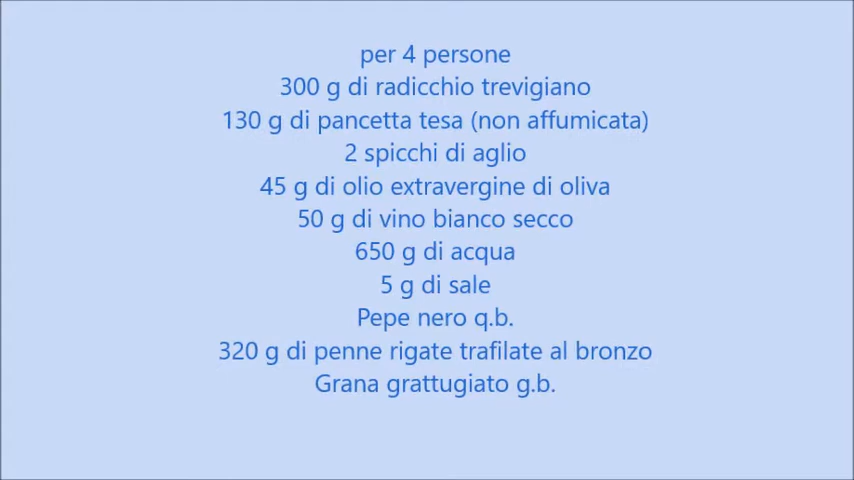 per 4 persone
300 g di radicchio trevigiano
130 g di pancetta tesa (non affumicata)
2 spicchi di aglio
45 g di olio extravergine di oliva
50 g di vino bianco secco
650 g di acqua
5 g di sale
Pepe nero q.b.
320 g di penne rigate trafilate al bronzo
Grana grattugiato g.b.